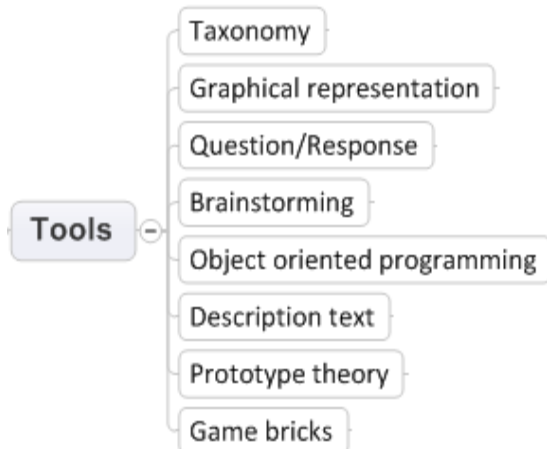 Taxonomy
Graphical representation
Question/Response
Brainstorming
Tools
Object oriented programming
Description text
Prototype theory
Game bricks